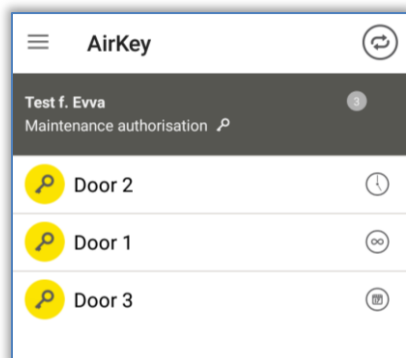 AirKey
Test f. Evva
3
Maintenance authorisation
Door 2
Door 1
Door 3